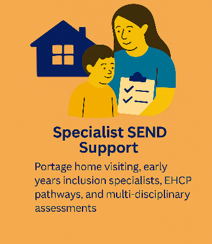 Specialist SEND
Support
Portage home visiting, early
years inclusion specialists, EHCP
pathways, and multi-disciplinary
assessments